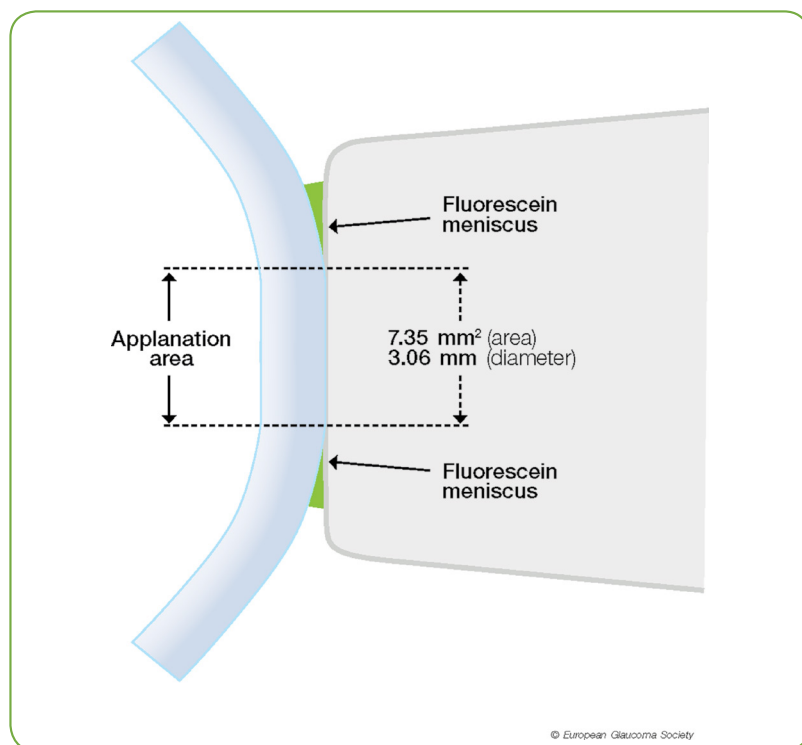 Fluorescein
meniscus
Applanation
area
7.35 mm² (area)
3.06 mm (diameter)
Fluorescein
meniscus
© European Glaucoma Society